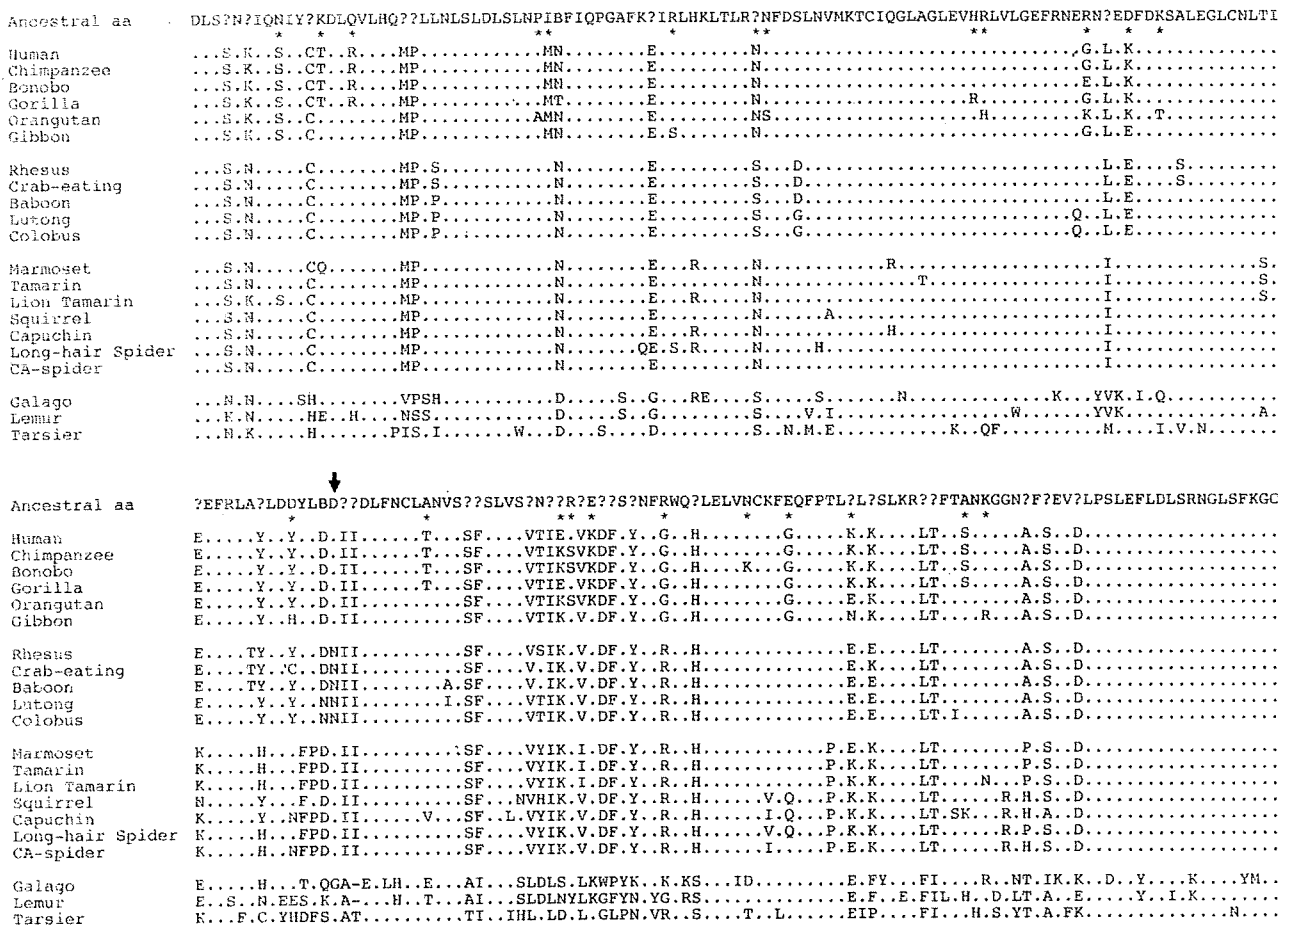 Ancestral aa DLS?N?IQNIY?KDLQVLHQ??LLNLSLDLSLNPIBFIQPGAFK?IRLHKLTLR?NFDSLNVMKTCIQGLAGLEVHRLVLGEFRNERN?EDFDKSALEGLCNLTI
* * * ** * ** ** * * *
Human ...S.K..S..CT..R...MP...........MN.......E........N..............................G.L.K.............
Chimpanzee ...S.K..S..CT..R...MP...........MN.......E........N..............................G.L.K.............
Bonobo ...S.K..S..CT..R...MP...........MN.......E........N..............................E.L.K.............
Gorilla ...S.K..S..CT..R...MP...........MT.......E........N...................R..........G.L.K.............
Orangutan ...S.K..S..CT......MP..........AMN.......E........NS...................H.........K.L.E..T..........
Gibbon ...S.K..S..C.......MP...........MN.......E.S......N..............................G.L.E.............
Rhesus ...S.N.....C.......MP.S..........N.......E........S...D...........................L.E....S........
Crab-eating ...S.N.....C.......MP.S..........N.......E........S...D...........................L.E....S........
Baboon ...S.N.....C.......MP.P..........N.......E........S...D...........................L.E.............
Lutong ...S.N.....C.......MP.P..........N.......E........S...G........................Q..L.E.............
Colobus ...S.N.....C.......MP.P..........N.......E........S...G........................Q..L.E.............
Marmoset ...S.N.....CQ......MP............N.......E...R....N............R...................I.............S.
Tamarin ...S.N.....C.......MP............N.......E........N...............T................I.............S.
Lion Tamarin ...S.K..S..C.......MP............N.......E...R....N................................I.............S.
Squirrel ...S.N.....C.......MP............N.......E........N......A.........................I...............
Capuchin ...S.N.....C.......MP............N.......E...R....N............H...................I...............
Long-hair Spider ...S.N.....C.......MP............N......QE.S.R....N.....H..........................I...............
CA-spider ...S.N.....C.......MP............N.......E........N................................I...............
Galago ...N.N....SH.......VPSH..........D.....S..G...RE...S.....S.......N.............K...YVK.I.Q..........
Lemur ...K.N.....HE..H...NSS...........D.....S..G........S....V.I................W.......YVK............A.
Tarsier ...N.K.....H.......PIS.I.......W...D...S....D........S..N.M.E...........K..QF.........M....I.V.N......
Ancestral aa ?EFRLA?LDDYLBD??DLFNCLANVS??SLVS?N??R?E??S?NFRWQ?LELVNCKFEQFPTL?L?SLKR??FTANKGGN?F?EV?LPSLEFLDLSRNGLSFKGC
* * ** * * * * * * *
Human E.....Y..Y..D.II......T...SF....VTIE.VKDF.Y..G..H........G.....K.K....LT..S.....A.S..D...................
Chimpanzee E.....Y..Y..D.II......T...SF....VTIKSVKDF.Y..G..H........G.....K.K....LT..S.....A.S..D...................
Bonobo E.....Y..Y..D.II......T...SF....VTIKSVKDF.Y..G..H....K...G.....K.K....LT..S.....A.S..D...................
Gorilla E.....Y..Y..D.II......T...SF....VTIE.VKDF.Y..G..H........G.....K.K....LT..S.....A.S..D...................
Orangutan E.....Y..Y..D.II..........SF....VTIKSVKDF.Y..G..H........G.....E.K....LT........A.S..D...................
Gibbon E.....Y..H..D.II..........SF....VTIK.VKDF.Y..G..H........G.....N.K....LT....R...A.S..D...................
Rhesus E....TY..Y..DNII..........SF....VSIK.V.DF.Y..R..H..............E.E....LT........A.S..D...................
Crab-eating E....TY..C..DNII..........SF....V.IK.V.DF.Y..R..H..............E.E....LT........A.S..D...................
Baboon E....TY..Y..DNII.......A.SF....V.IK.V.DF.Y..R..H..............E.E....LT........A.S..D...................
Lutong E.....Y..Y..NNII.......I.SF....VTIK.V.DF.Y..R..H..............E.E....LT........A.S..D...................
Colobus E.....Y..Y..NNII..........SF....VTIK.V.DF.Y..R..H..............E.E....LT.I......A.S..D...................
Marmoset K.....H...FPD.II..........SF....VYIK.I.DF.Y..R..H............P.E.K....LT........P.S..D...................
Tamarin K.....H...FPD.II..........SF....VYIK.I.DF.Y..R..H............P.K.K....LT........P.S..D...................
Lion Tamarin K.....H...FPD.II..........SF....VYIK.I.DF.Y..R..H............P.K.K....LT....N...P.S..D...................
Squirrel N.....Y...F.D.II..........SF...NVHIK.V.DF.Y..R..H......V.Q...P.K.K....LT......R.H.S..D...................
Capuchin K.....Y..NFPD.II......V...SF..L.VYIK.V.DF.Y..R..H......I.Q...P.K.K....LT.SK...R.H.A..D...................
Long-hair Spider K.....H...FPD.II..........SF....VYIK.V.DF.Y..R..H......V.Q...P.K.K....LT......R.P.S..D...................
CA-spider K.....H..NFPD.II..........SF....VYIK.V.DF.Y..R..H......I.....P.E.K....LT......R.H.S..D...................
Galago E.....H...T.QGA-E.LH..E...AI...SLDLS.LKWPYK..K.KS...ID........E.FY...FI....R..NT.IK.K..D..Y....K....YM..
Lemur E..S..N.EES.K.A-...H..T...AI...SLDLNYLKGFYN.YG.RS..............E.F..E.FIL.H..D.LT.A..E.....Y..I.K........
Tarsier K...F.C.YHDFS.AT..........TI..IHL.LD.L.GLPN.VR..S....T..L......EIP....FI...H.S.YT.A.FK.............N....